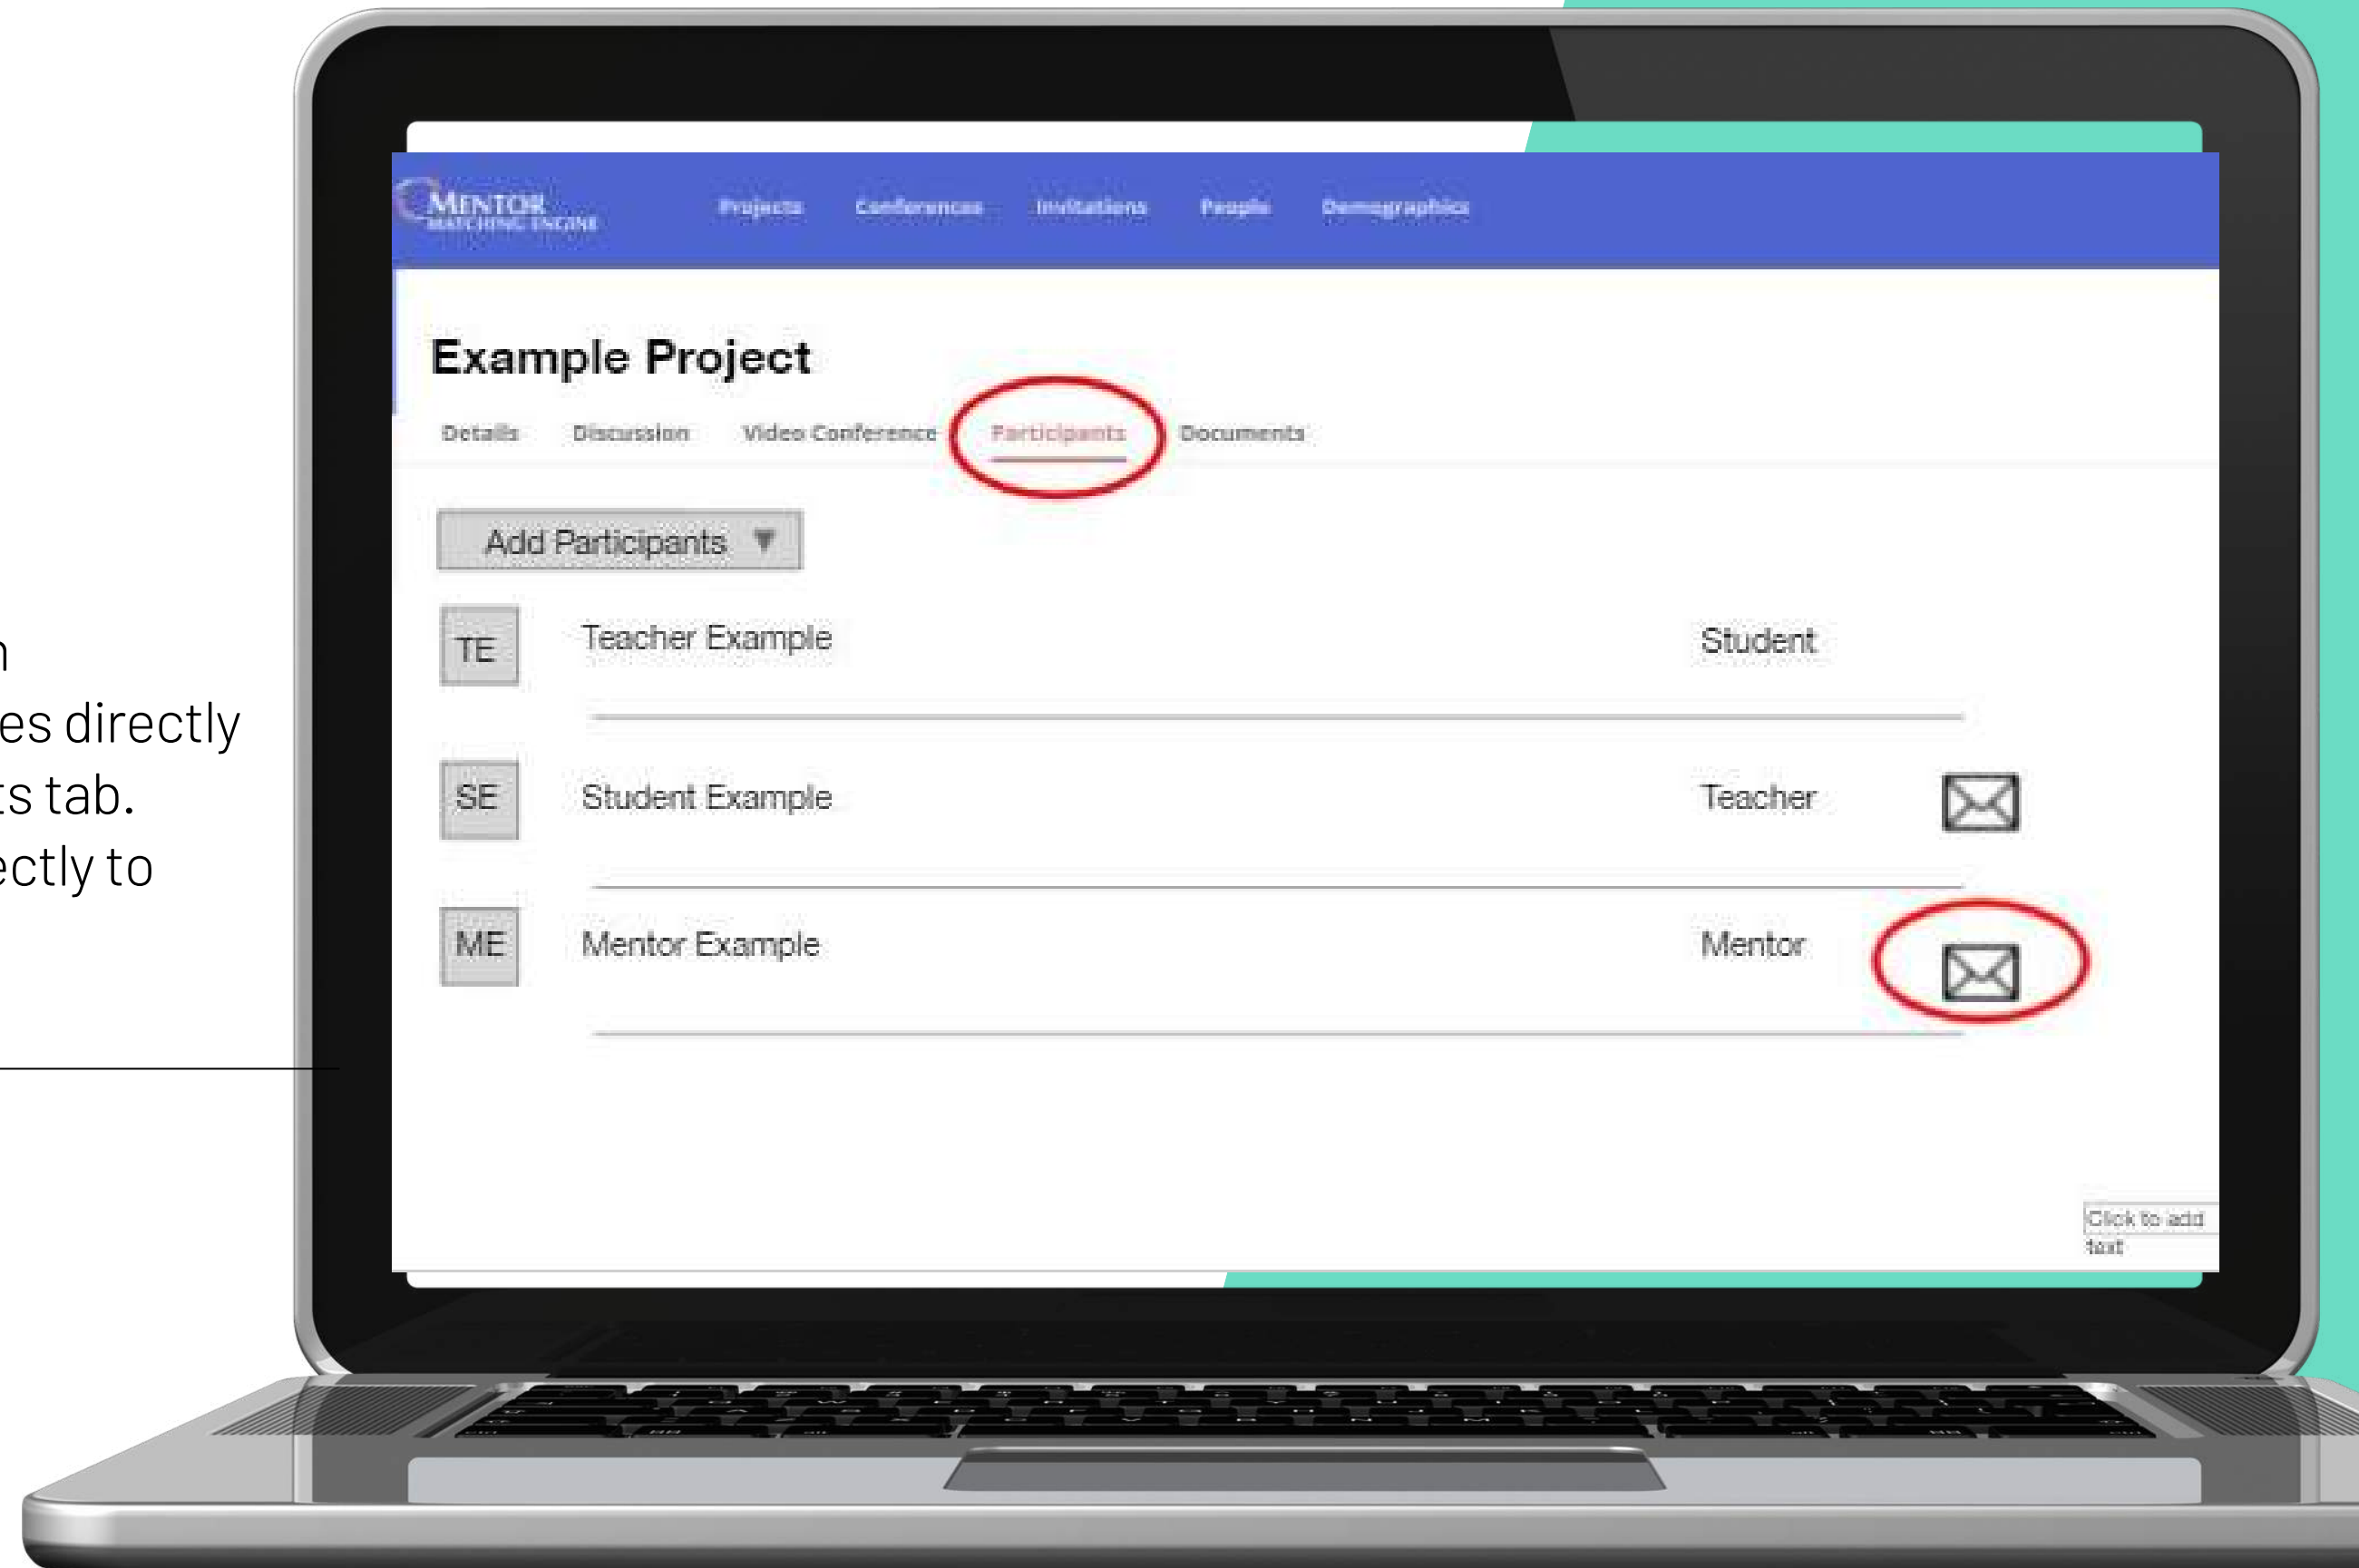 MENTOR
MATCHING ENGINE
Projects Conferences Invitations People Demographics
Example Project
Details Discussion Video Conference Participants Documents
Add Participants ▼
TE Teacher Example Student
SE Student Example Teacher
ME Mentor Example Mentor
Click to add
text
n
es directly
ts tab.
ectly to